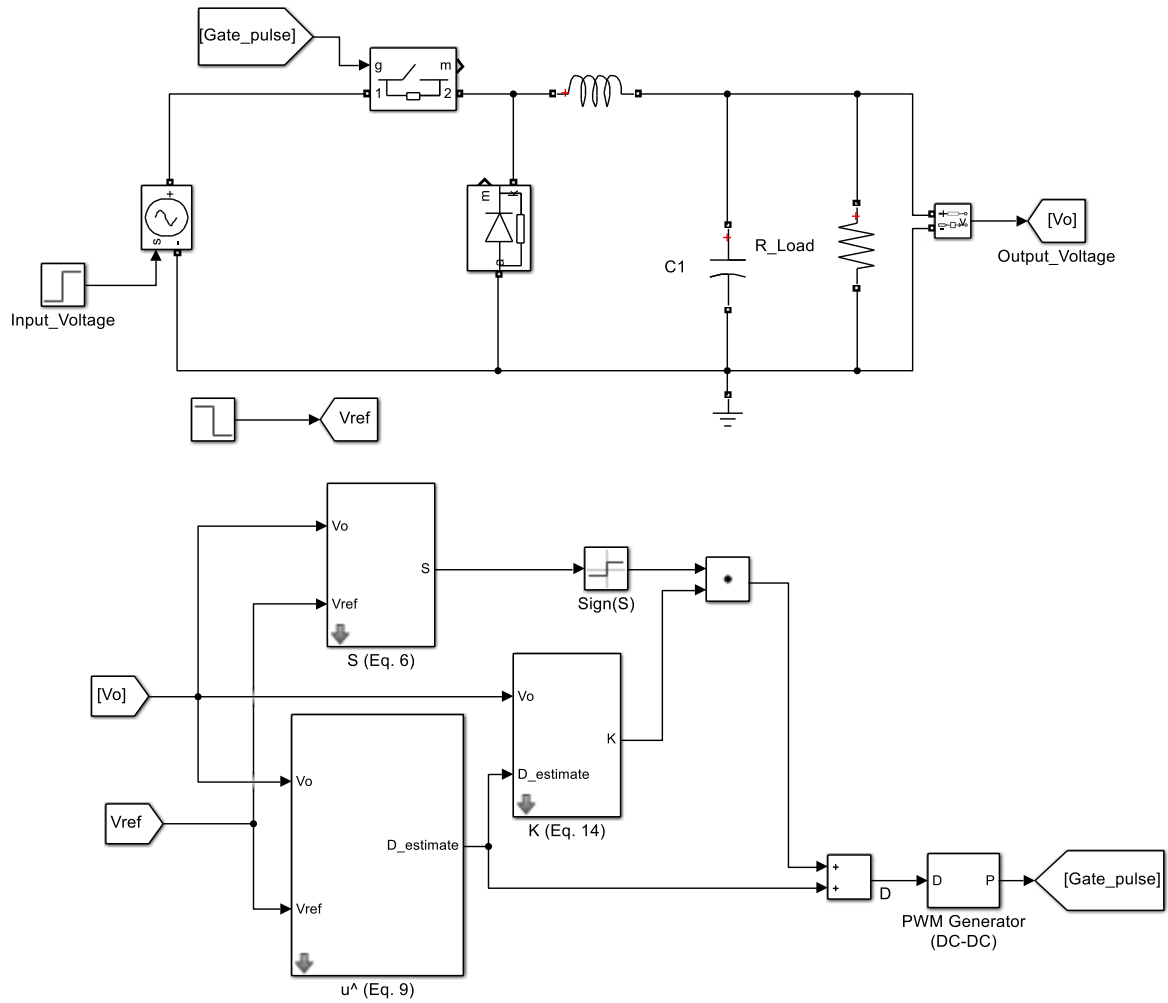 [Gate_pulse]
g
m
1
2
+
m
k
+
s
-
a
Input_Voltage
+
C1
R_Load
+
+
-
v
[Vo]
Output_Voltage
Vref
Vo
S
Vref
S (Eq. 6)
Sign(S)
[Vo]
Vo
K
D_estimate
K (Eq. 14)
Vo
Vref
D_estimate
Vref
u^ (Eq. 9)
+
+
D
D
P
[Gate_pulse]
PWM Generator
(DC-DC)